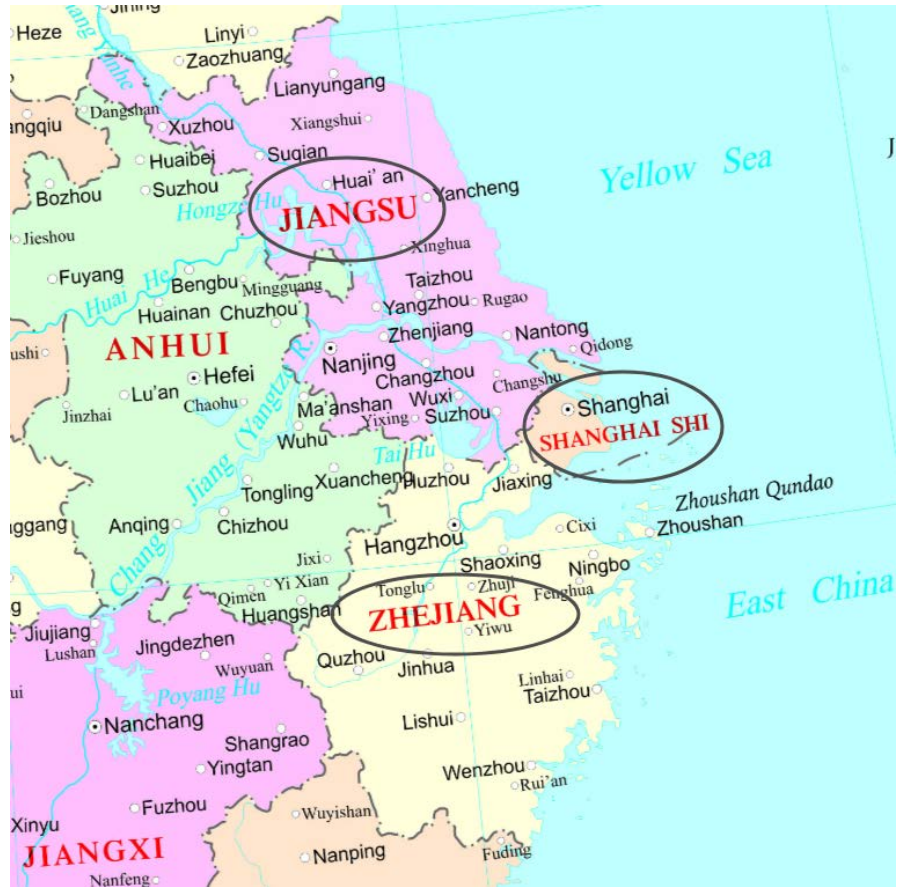 Jining
Heze
Linyi
Zaozhuang
Lianyungang
Dangshan
angqiu
Xuzhou
Xiangshui
Huaibei
Suqian
Yellow Sea
J
Bozhou
Suzhou
Huai' an
Hongze Hu
Yancheng
JIANGSU
Jieshou
Xinghua
Fuyang
Bengbu
Mingguang
Taizhou
Huai He
Huainan
Chuzhou
Yangzhou
Rugao
ANHUI
Zhenjiang
Nantong
ushi
Nanjing
Qidong
Hefei
Changzhou
Changshu
Lu'an
Chaohu
Ma'anshan
Wuxi
Shanghai
Jinzhai
Yixing
Suzhou
SHANGHAI SHI
Wuhu
Tai Hu
Chang Jiang (Yangtze R.
Xuancheng
Huzhou
Jiaxing
Tongling
Zhoushan Qundao
ggang
Anqing
Chizhou
Hangzhou
Cixi
Zhoushan
Jixi
Shaoxing
Ningbo
Qimen
Yi Xian
Tonglu
Zhuji
Fenghua
East China
g
Huangshan
ZHEJIANG
Jiujiang
Yiwu
Lushan
Jingdezhen
Wuyuan
Quzhou
Jinhua
ui
Poyang Hu
Linhai
Taizhou
Nanchang
Lishui
Shangrao
Yingtan
Wenzhou
Rui'an
Fuzhou
Wuyishan
Xinyu
JIANGXI
Nanping
Fuding
Nanfeng